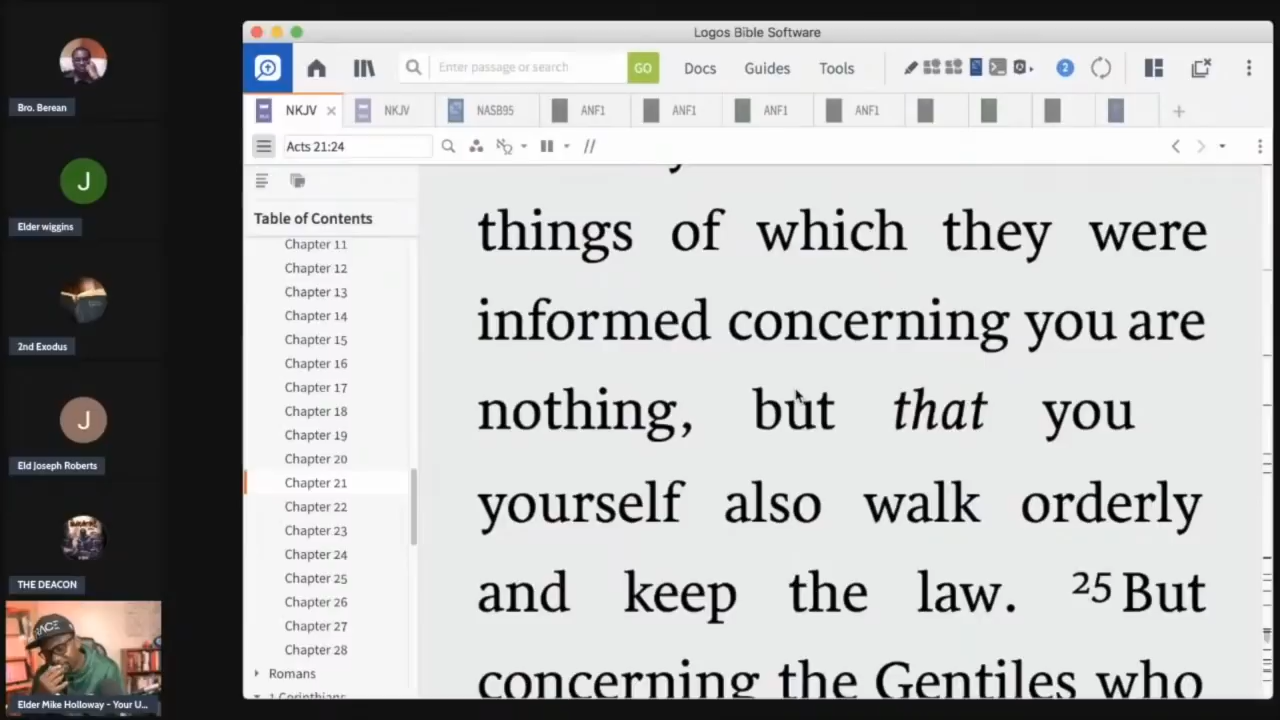 Bro. Berean
Elder wiggins
2nd Exodus
Eld Joseph Roberts
THE DEACON
Elder Mike Holloway - Your U...
Logos Bible Software
Enter passage or search
GO
Docs
Guides
Tools
2
NKJV
NKJV
NASB95
ANF1
ANF1
ANF1
ANF1
Acts 21:24
Table of Contents
Chapter 11
Chapter 12
Chapter 13
Chapter 14
Chapter 15
Chapter 16
Chapter 17
Chapter 18
Chapter 19
Chapter 20
Chapter 21
Chapter 22
Chapter 23
Chapter 24
Chapter 25
Chapter 26
Chapter 27
Chapter 28
Romans
1 Corinthians
things of which they were
informed concerning you are
nothing, but that you
yourself also walk orderly
and keep the law. 25 But
concerning the Gentiles who